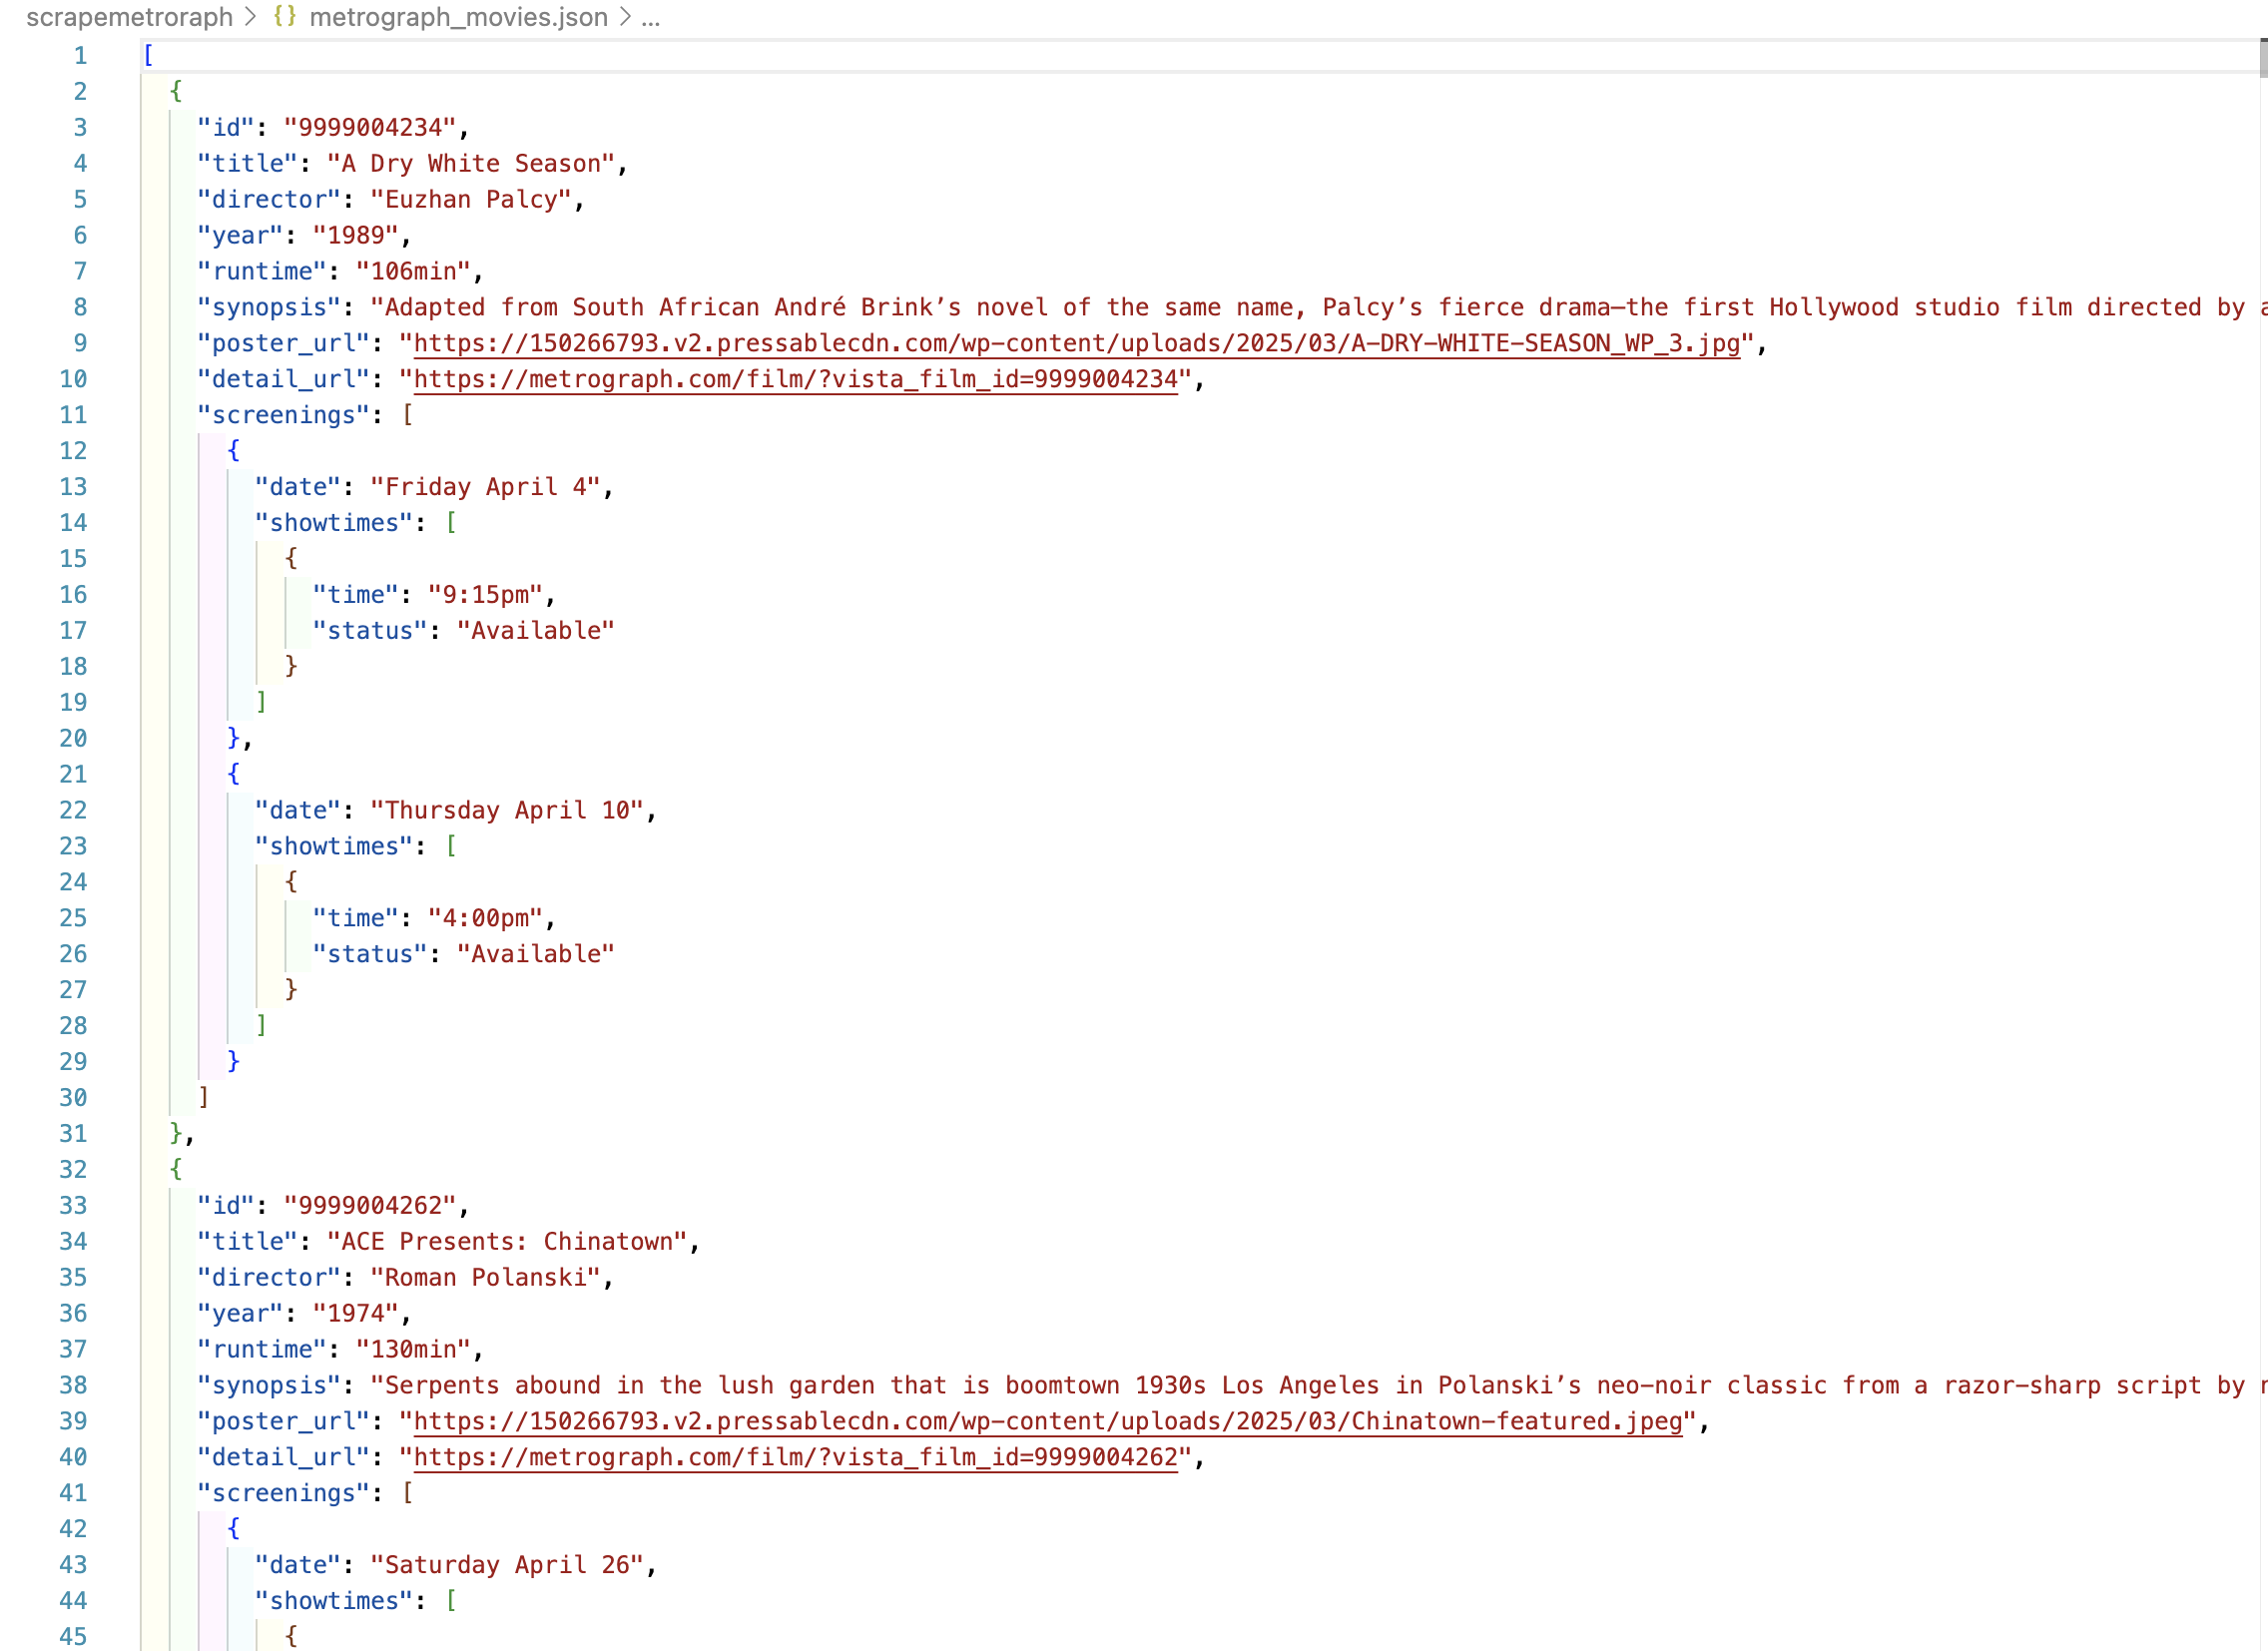 scrapemetroraph > {} metrograph_movies.json > ...
1 [
2 {
3 "id": "9999004234",
4 "title": "A Dry White Season",
5 "director": "Euzhan Palcy",
6 "year": "1989",
7 "runtime": "106min",
8 "synopsis": "Adapted from South African André Brink’s novel of the same name, Palcy’s fierce drama—the first Hollywood studio film directed by
9 "poster_url": "https://150266793.v2.pressablecdn.com/wp-content/uploads/2025/03/A-DRY-WHITE-SEASON_WP_3.jpg",
10 "detail_url": "https://metrograph.com/film/?vista_film_id=9999004234",
11 "screenings": [
12 {
13 "date": "Friday April 4",
14 "showtimes": [
15 {
16 "time": "9:15pm",
17 "status": "Available"
18 }
19 ]
20 },
21 {
22 "date": "Thursday April 10",
23 "showtimes": [
24 {
25 "time": "4:00pm",
26 "status": "Available"
27 }
28 ]
29 }
30 ]
31 },
32 {
33 "id": "9999004262",
34 "title": "ACE Presents: Chinatown",
35 "director": "Roman Polanski",
36 "year": "1974",
37 "runtime": "130min",
38 "synopsis": "Serpents abound in the lush garden that is boomtown 1930s Los Angeles in Polanski’s neo-noir classic from a razor-sharp script by
39 "poster_url": "https://150266793.v2.pressablecdn.com/wp-content/uploads/2025/03/Chinatown-featured.jpeg",
40 "detail_url": "https://metrograph.com/film/?vista_film_id=9999004262",
41 "screenings": [
42 {
43 "date": "Saturday April 26",
44 "showtimes": [
45 {